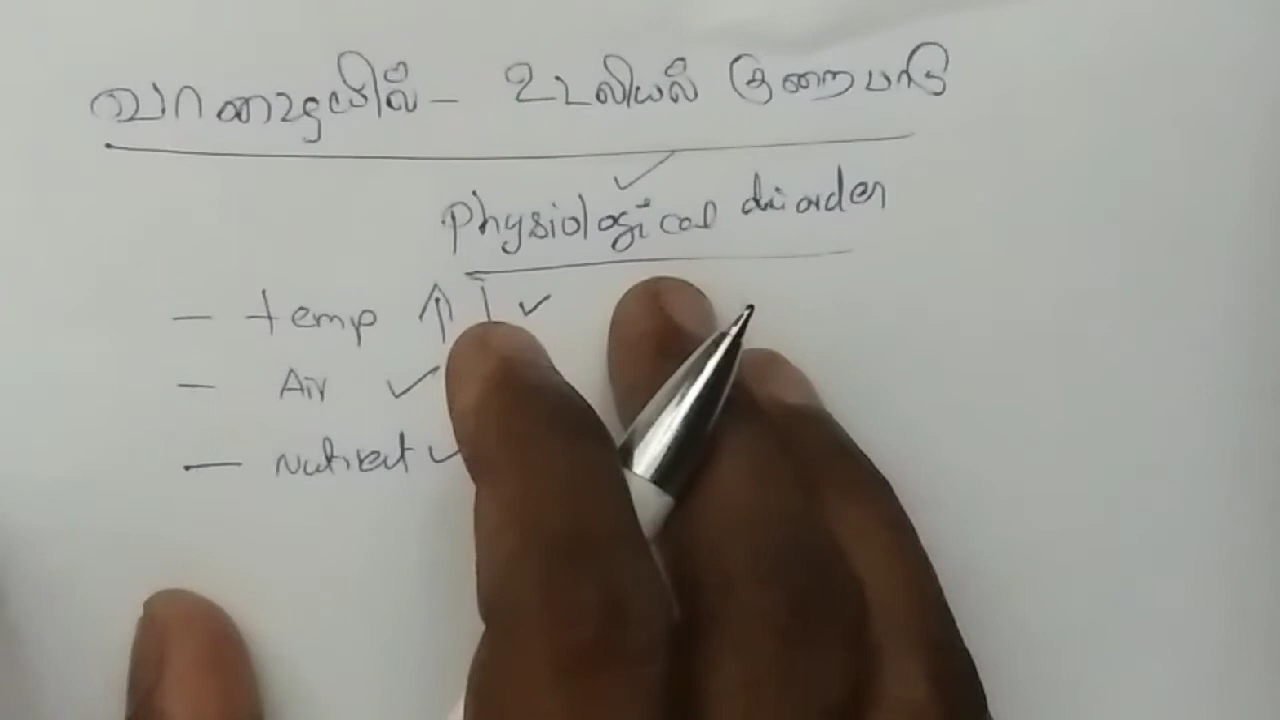 வாழையில் - உடலியல் குறைபாடு
Physiological disorder
- temp ↑ ✓
- Air ✓
- Nutrient ✓